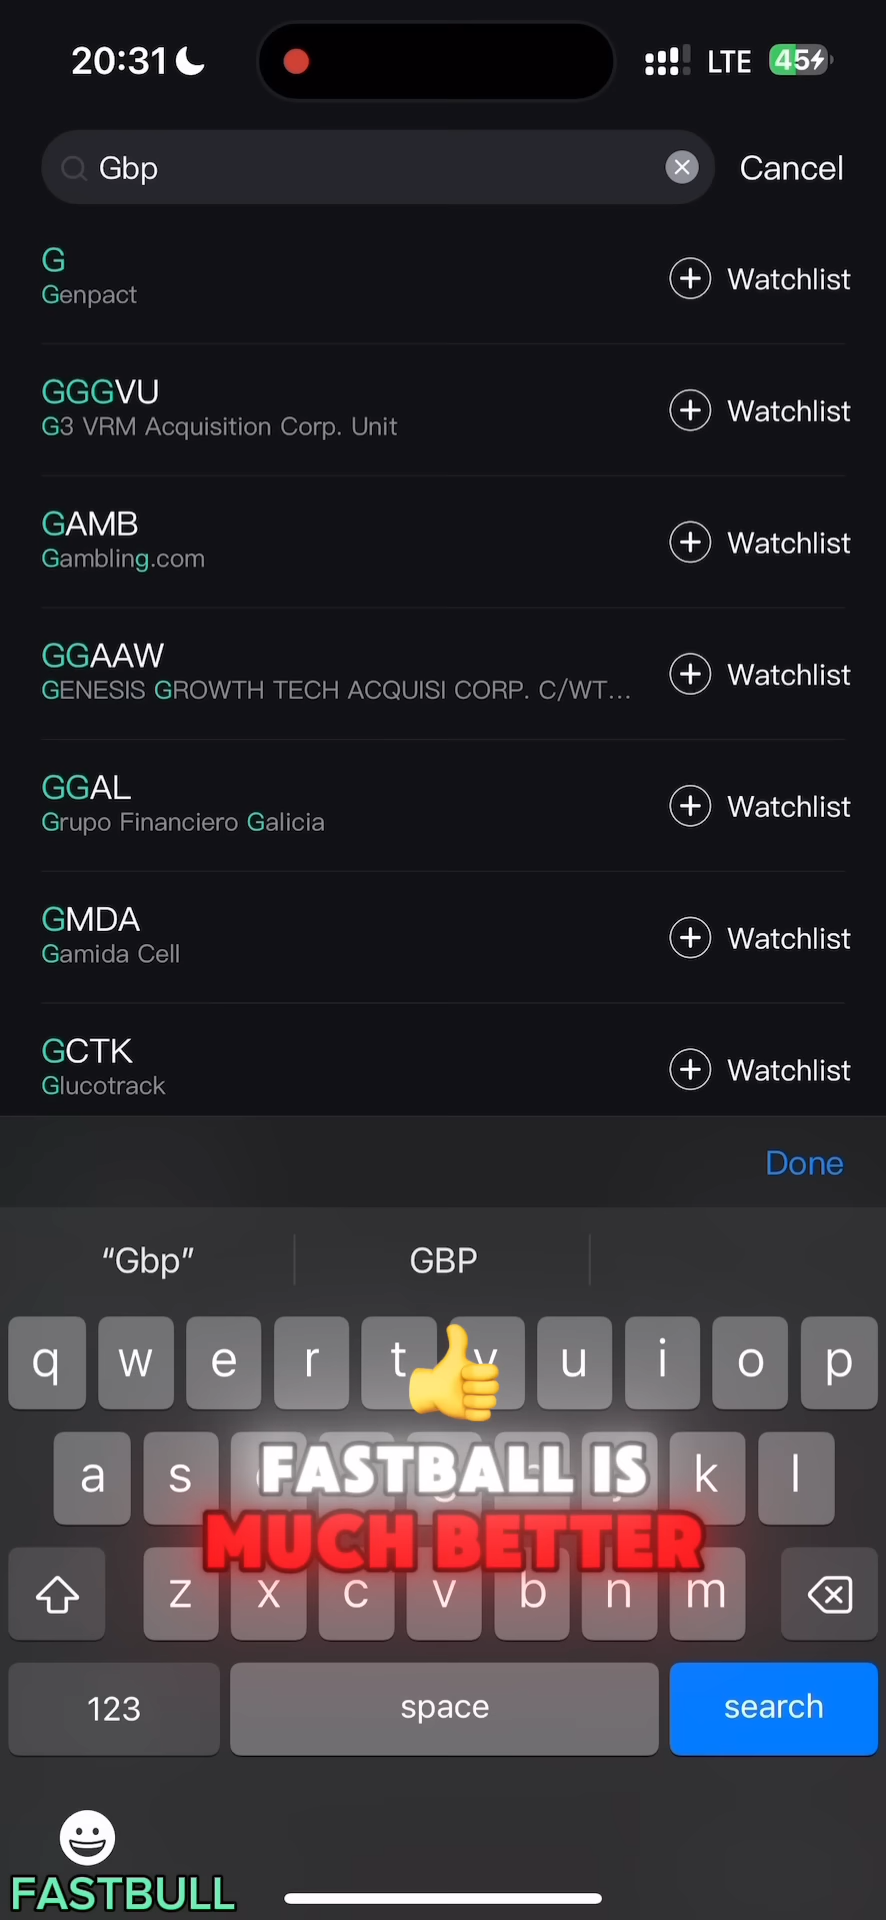 20:31
LTE
45
Gbp
Cancel
G
Genpact
Watchlist
GGGVU
G3 VRM Acquisition Corp. Unit
Watchlist
GAMB
Gambling.com
Watchlist
GGAAW
GENESIS GROWTH TECH ACQUISI CORP. C/WT...
Watchlist
GGAL
Grupo Financiero Galicia
Watchlist
GMDA
Gamida Cell
Watchlist
GCTK
Glucotrack
Watchlist
Done
“Gbp”
GBP
q w e r t y u i o p
a s k l
FASTBALL IS
MUCH BETTER
z x c v b n m
123
space
search
FASTBULL